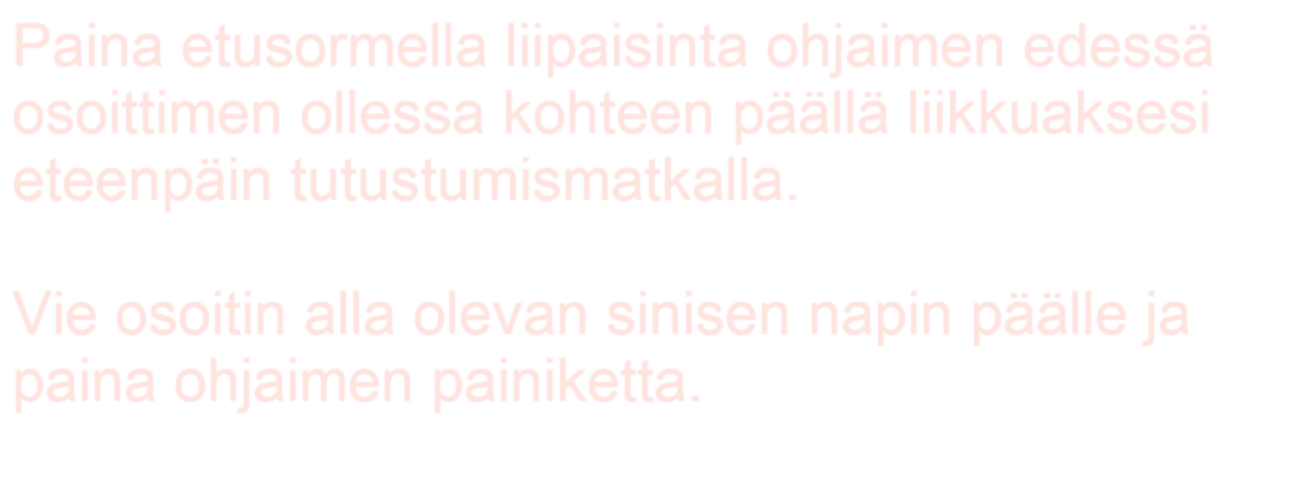 Paina etusormella liipaisinta ohjaimen edessä
osoittimen ollessa kohteen päällä liikkuaksesi
eteenpäin tutustumismatkalla.
Vie osoitin alla olevan sinisen napin päälle ja
paina ohjaimen painiketta.